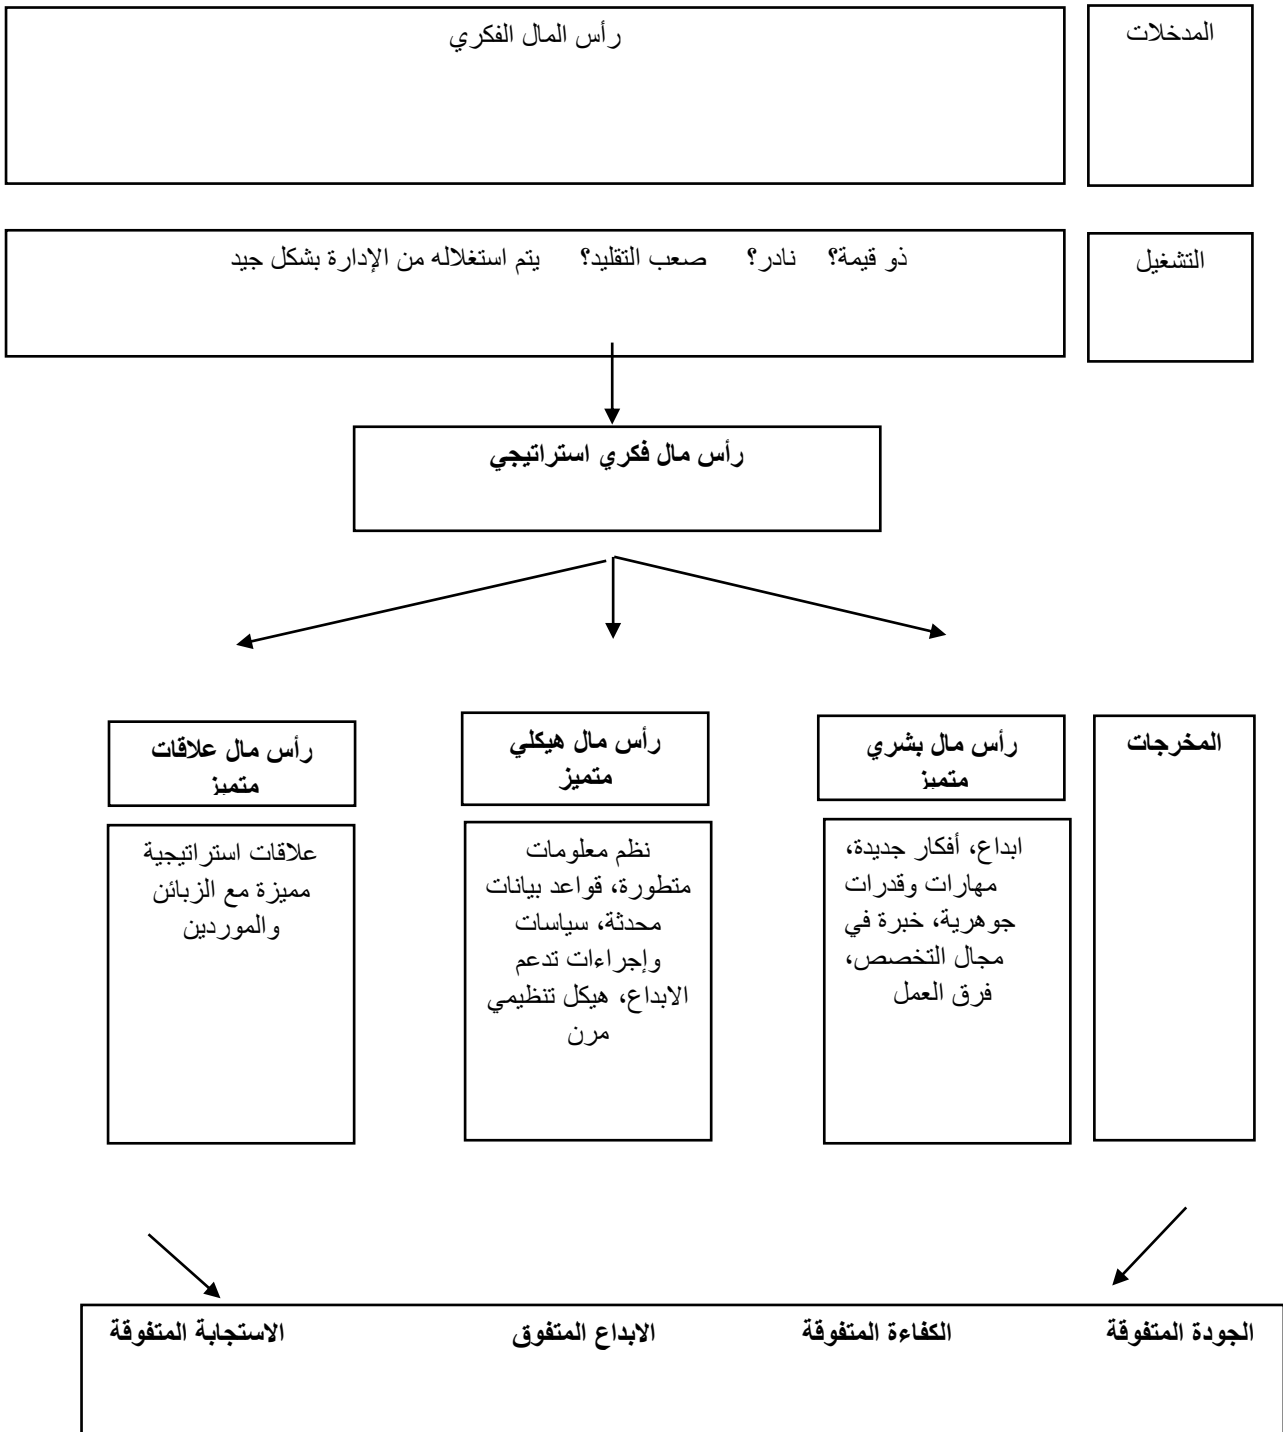 المدخلات
رأس المال الفكري
التشغيل
ذو قيمة؟ نادر؟ صعب التقليد؟ يتم استغلاله من الإدارة بشكل جيد
رأس مال فكري استراتيجي
المخرجات
رأس مال بشري
متميز
رأس مال هيكلي
متميز
رأس مال علاقات
متميز
ابداع، أفكار جديدة،
مهارات وقدرات
جوهرية، خبرة في
مجال التخصص،
فرق العمل
نظم معلومات
متطورة، قواعد بيانات
محدثة، سياسات
وإجراءات تدعم
الابداع، هيكل تنظيمي
مرن
علاقات استراتيجية
مميزة مع الزبائن
والموردين
الجودة المتفوقة الكفاءة المتفوقة الابداع المتفوق الاستجابة المتفوقة